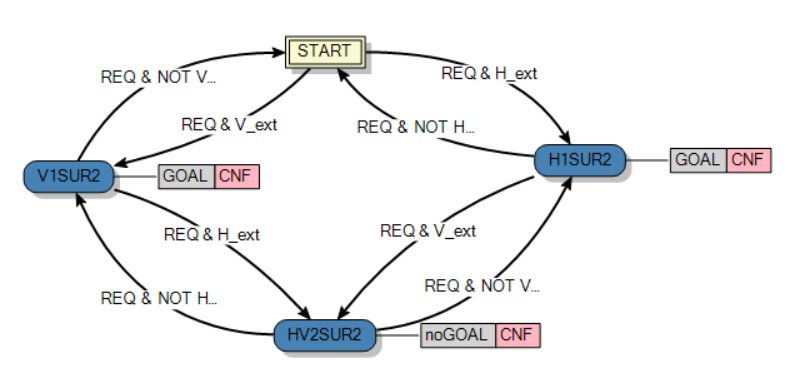 START
REQ & NOT V...
REQ & H_ext
REQ & V_ext
REQ & NOT H...
H1SUR2
GOAL CNF
V1SUR2
GOAL CNF
REQ & H_ext
REQ & V_ext
REQ & NOT H...
REQ & NOT V...
HV2SUR2
noGOAL CNF